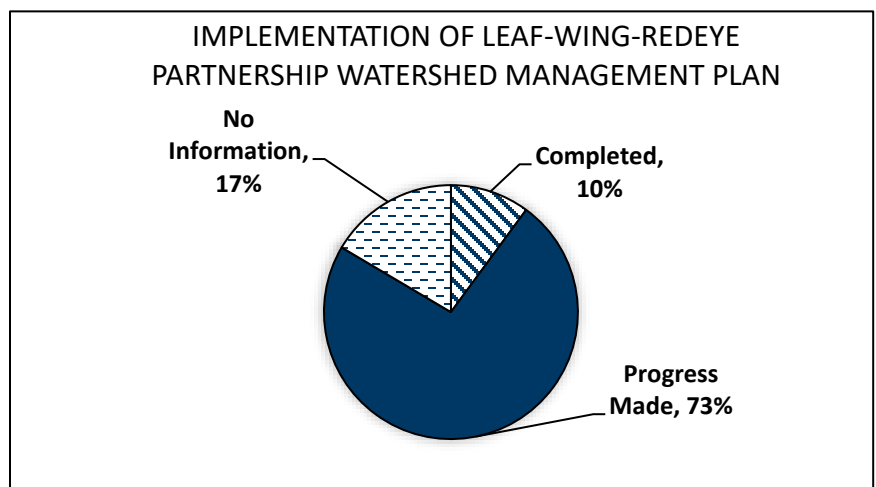 IMPLEMENTATION OF LEAF-WING-REDEYE
PARTNERSHIP WATERSHED MANAGEMENT PLAN
No
Information,
17%
Completed,
10%
Progress
Made, 73%